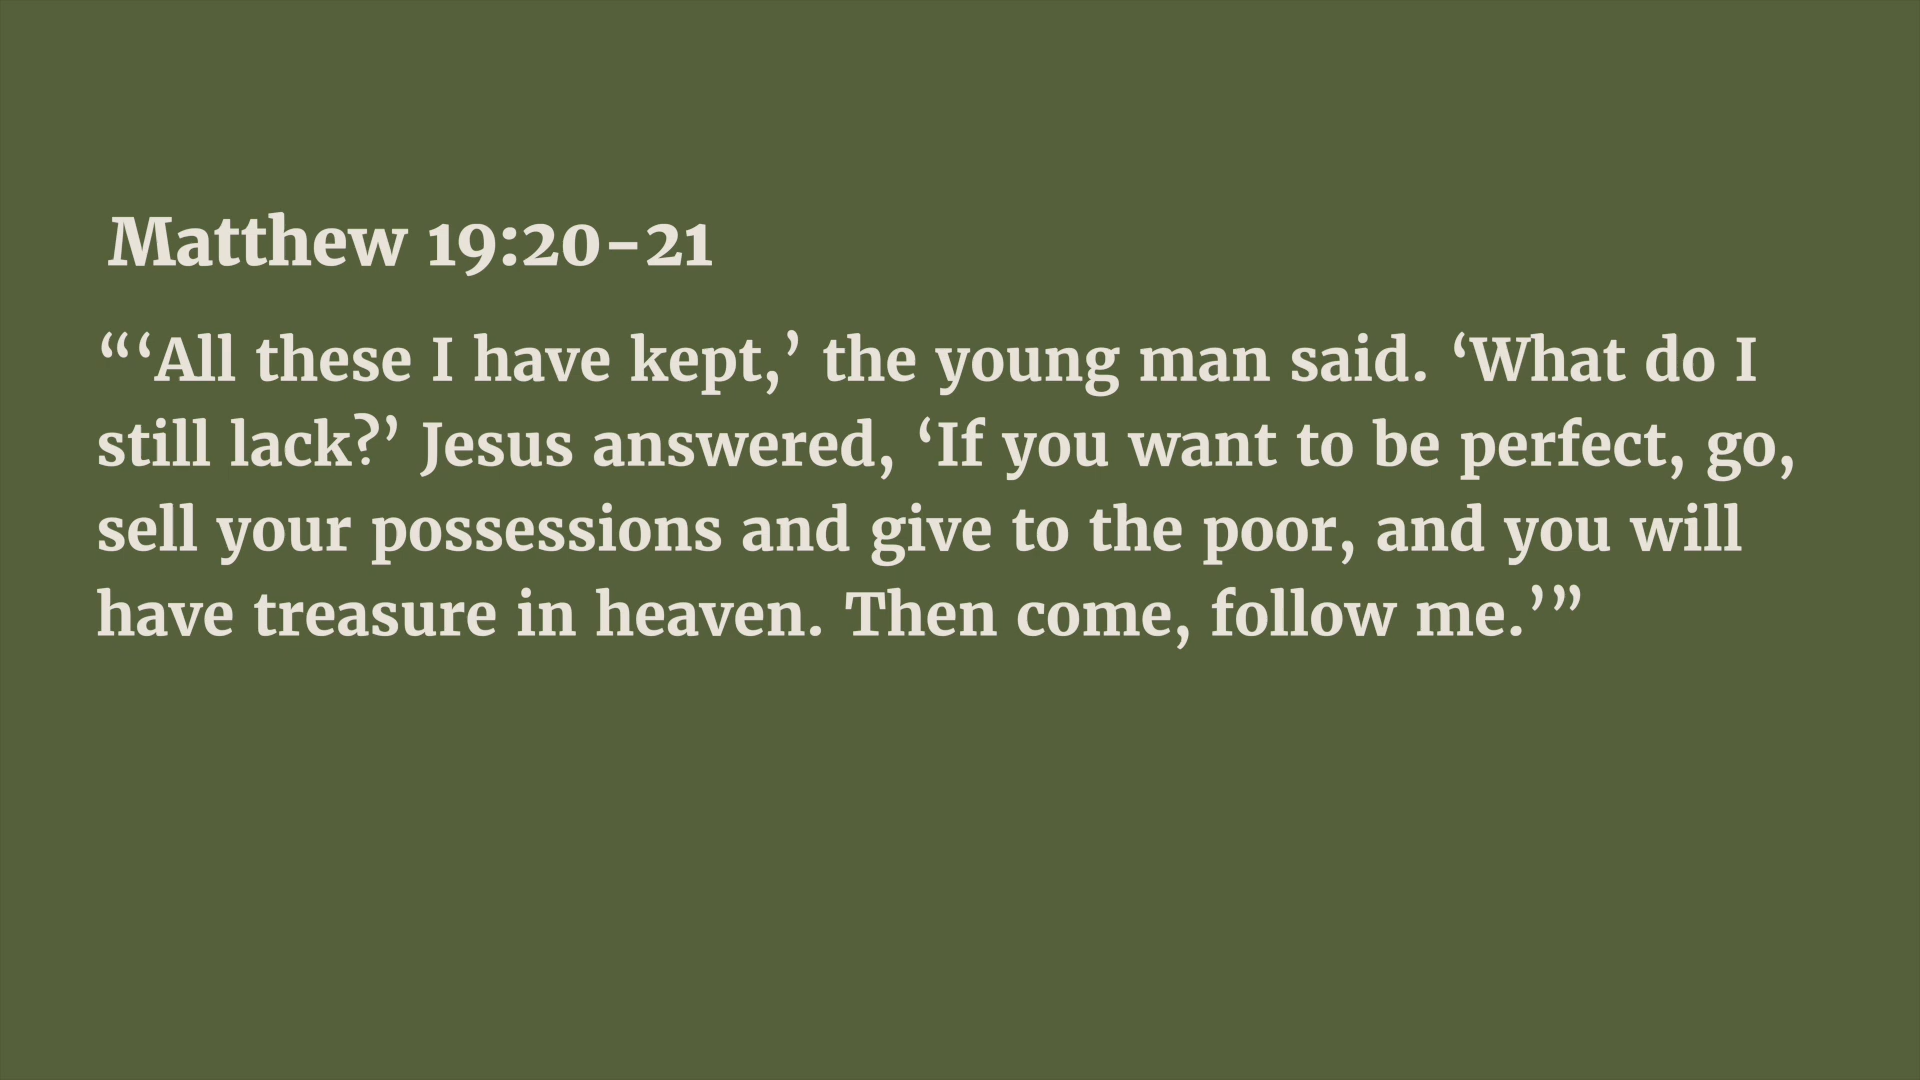 Matthew 19:20-21
“‘All these I have kept,’ the young man said. ‘What do I
still lack?’ Jesus answered, ‘If you want to be perfect, go,
sell your possessions and give to the poor, and you will
have treasure in heaven. Then come, follow me.’”